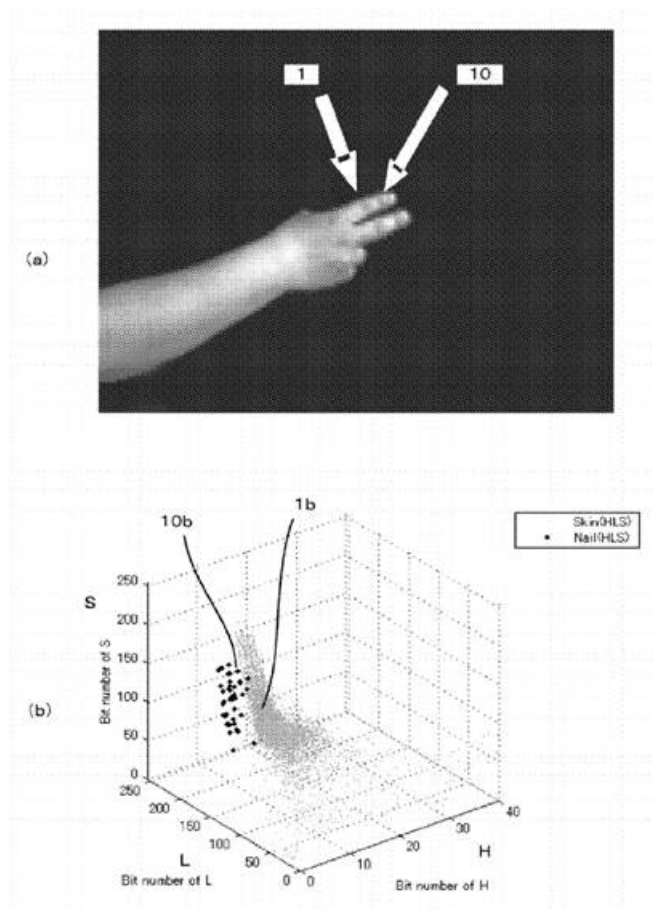 1
10
(a)
10b
1b
Skin(HLS)
Nail(HLS)
S
250
200
150
100
50
0
Bit number of S
(b)
250
200
150
100
50
0
L
Bit number of L
0
10
20
30
40
H
Bit number of H